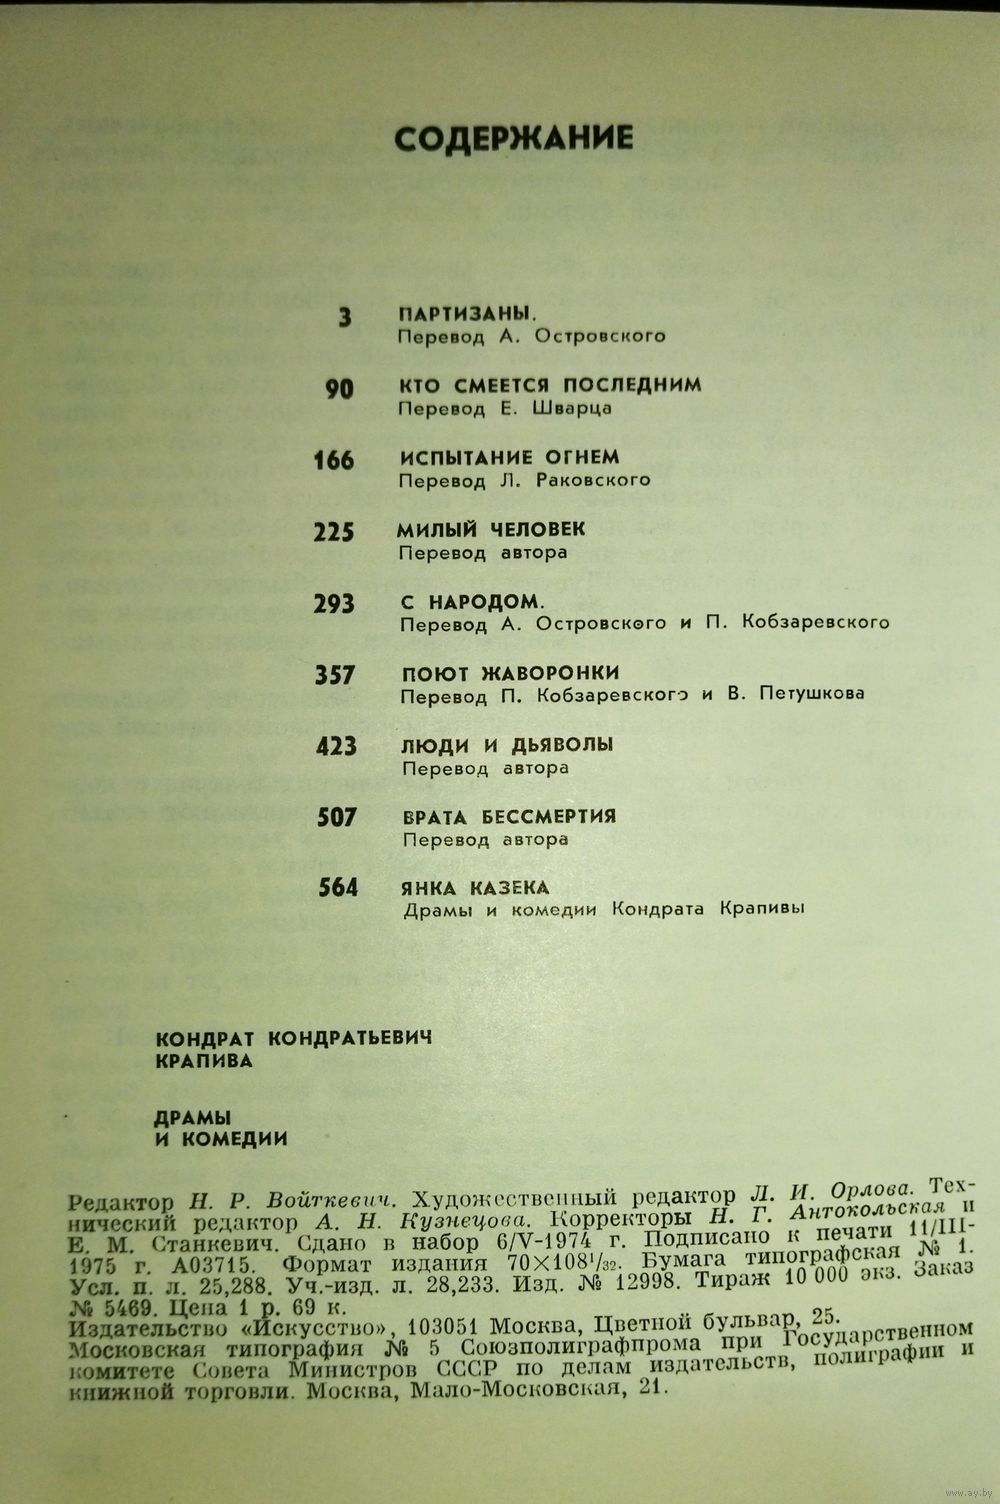 СОДЕРЖАНИЕ
3 ПАРТИЗАНЫ.
Перевод А. Островского
90 КТО СМЕЕТСЯ ПОСЛЕДНИМ
Перевод Е. Шварца
166 ИСПЫТАНИЕ ОГНЕМ
Перевод Л. Раковского
225 МИЛЫЙ ЧЕЛОВЕК
Перевод автора
293 С НАРОДОМ.
Перевод А. Островского и П. Кобзаревского
357 ПОЮТ ЖАВОРОНКИ
Перевод П. Кобзаревского и В. Петушкова
423 ЛЮДИ И ДЬЯВОЛЫ
Перевод автора
507 ВРАТА БЕССМЕРТИЯ
Перевод автора
564 ЯНКА КАЗЕКА
Драмы и комедии Кондрата Крапивы
КОНДРАТ КОНДРАТЬЕВИЧ
КРАПИВА
ДРАМЫ
И КОМЕДИИ
Редактор Н. Р. Войткевич. Художественный редактор Л. И. Орлова. Тех-
нический редактор А. Н. Кузнецова. Корректоры Н. Г. Антокольская и
Е. М. Станкевич. Сдано в набор 6/V-1974 г. Подписано к печати 11/III-
1975 г. А03715. Формат издания 70×108¹/₃₂. Бумага типографская № 1.
Усл. п. л. 25,288. Уч.-изд. л. 28,233. Изд. № 12998. Тираж 10 000 экз. Заказ
№ 5469. Цена 1 р. 69 к.
Издательство «Искусство», 103051 Москва, Цветной бульвар, 25.
Московская типография № 5 Союзполиграфпрома при Государственном
комитете Совета Министров СССР по делам издательств, полиграфии и
книжной торговли. Москва, Мало-Московская, 21.
www.ay.by